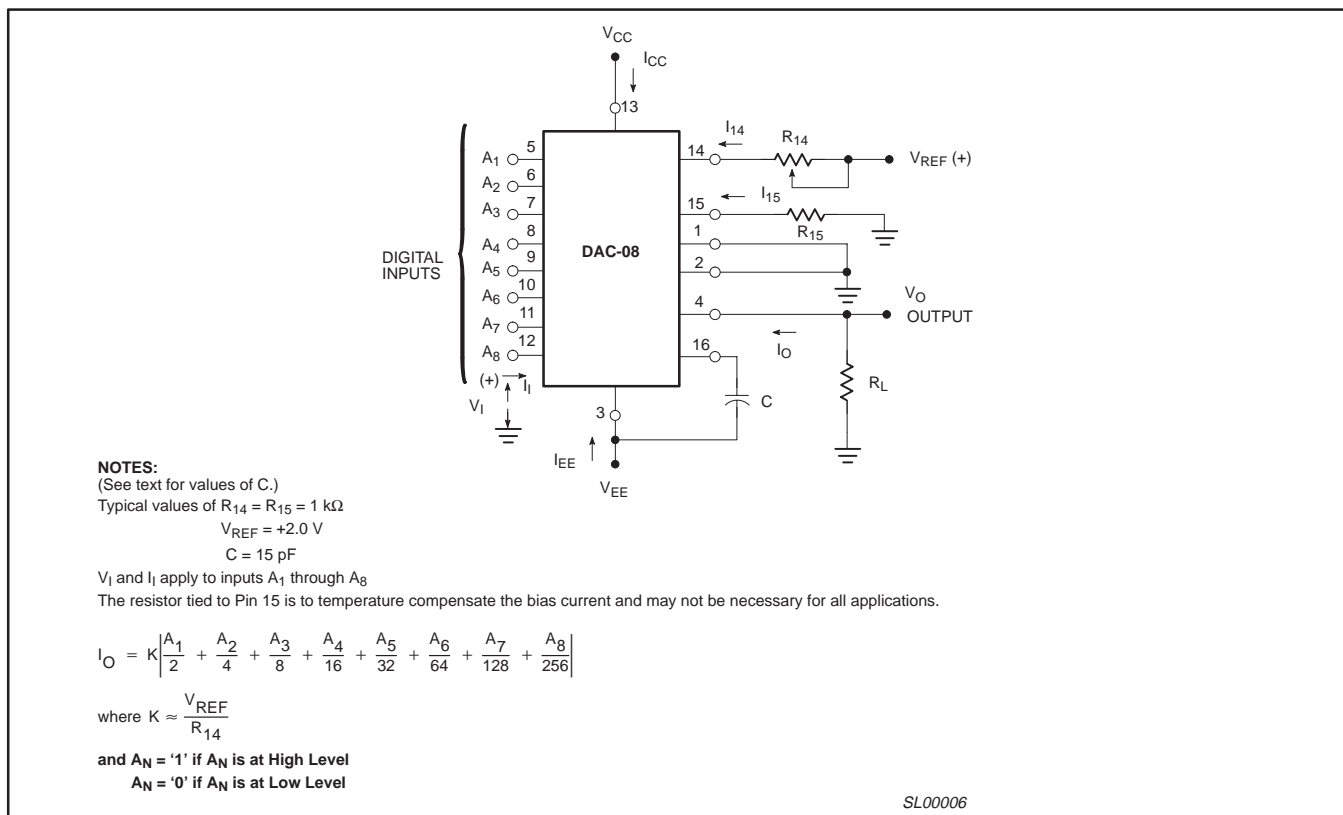 VCC
ICC
13
DIGITAL
INPUTS
A1 5
A2 6
A3 7
A4 8
A5 9
A6 10
A7 11
A8 12
(+) II
VI
DAC-08
14 I14 R14 VREF (+)
15 I15 R15
1
2
4 VO
OUTPUT
IO
16
C
RL
3
IEE
VEE
NOTES:
(See text for values of C.)
Typical values of R14 = R15 = 1 kΩ
VREF = +2.0 V
C = 15 pF
VI and II apply to inputs A1 through A8
The resistor tied to Pin 15 is to temperature compensate the bias current and may not be necessary for all applications.
IO = K|A1/2 + A2/4 + A3/8 + A4/16 + A5/32 + A6/64 + A7/128 + A8/256|
where K ≈ VREF/R14
and AN = ‘1’ if AN is at High Level
AN = ‘0’ if AN is at Low Level
SL00006